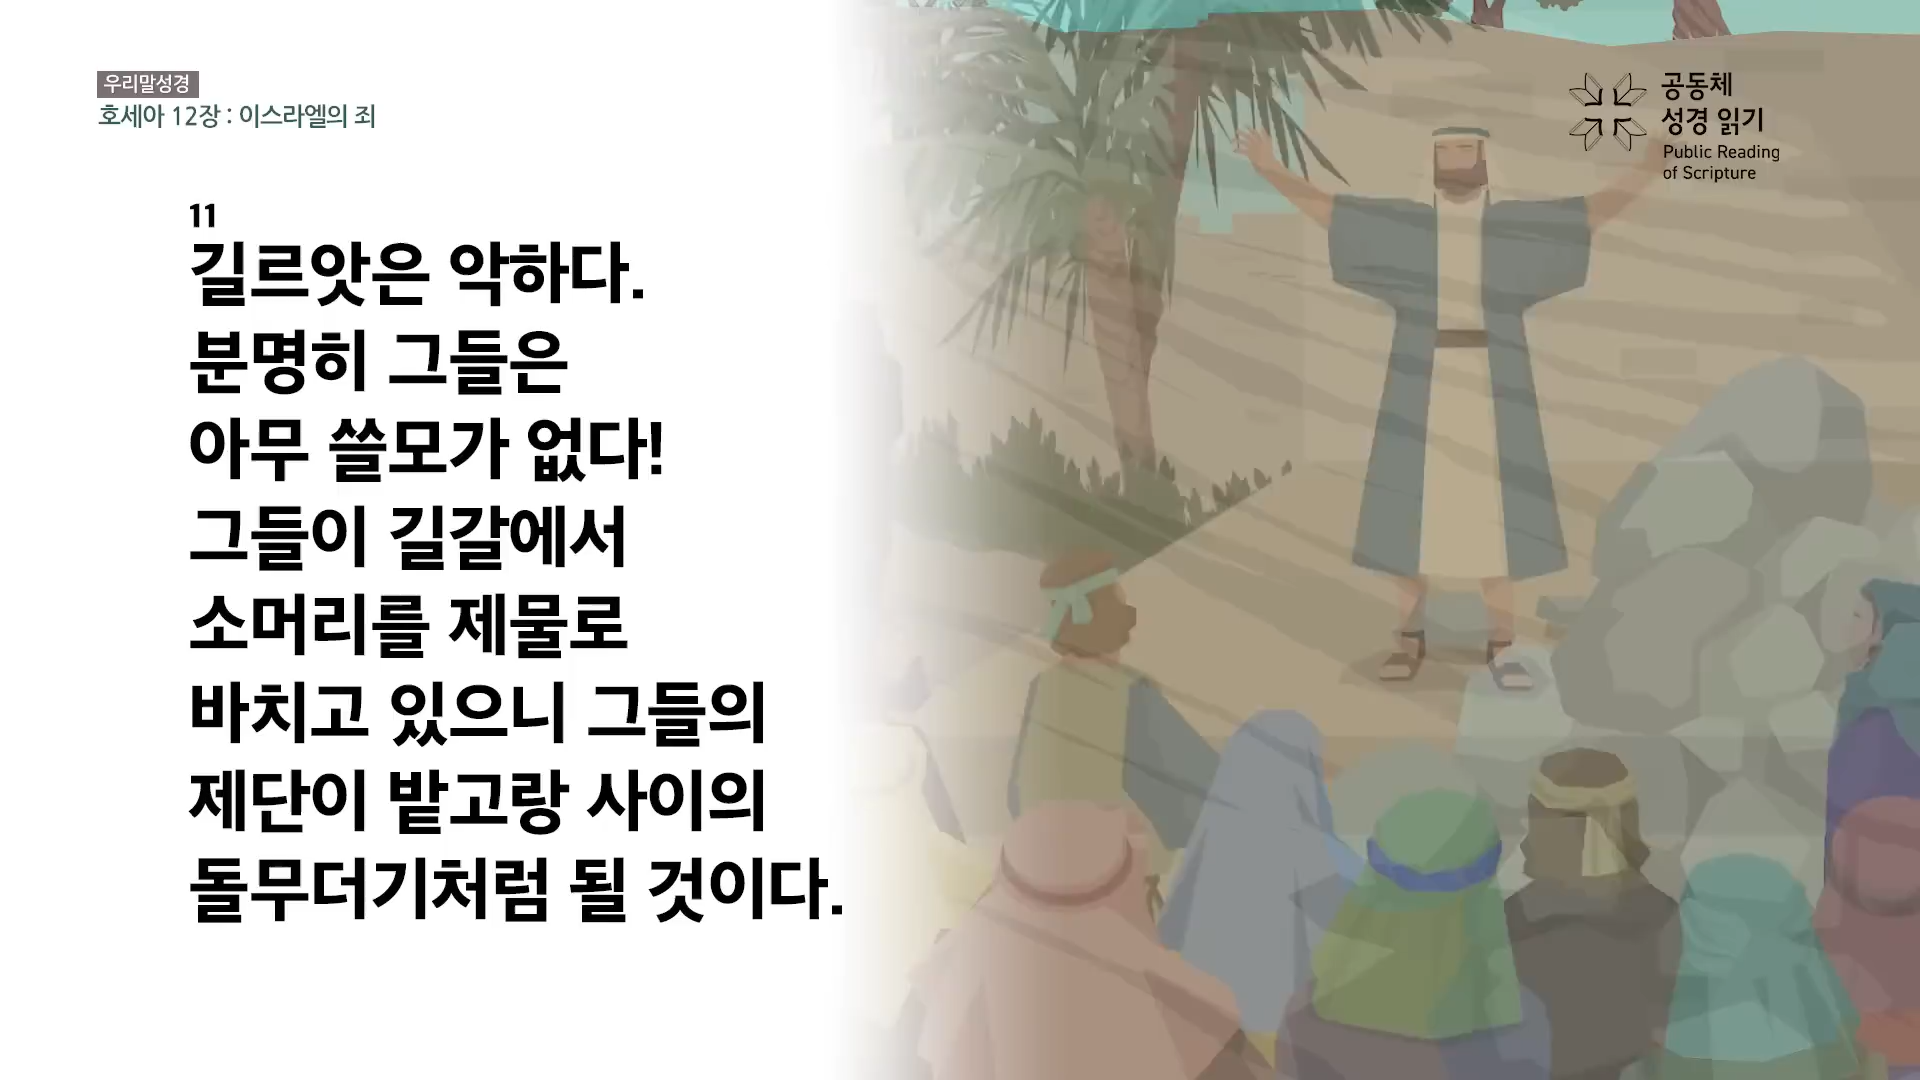 우리말성경
호세아 12장 : 이스라엘의 죄
공동체
성경 읽기
Public Reading
of Scripture
11
길르앗은 악하다.
분명히 그들은
아무 쓸모가 없다!
그들이 길갈에서
소머리를 제물로
바치고 있으니 그들의
제단이 밭고랑 사이의
돌무더기처럼 될 것이다.